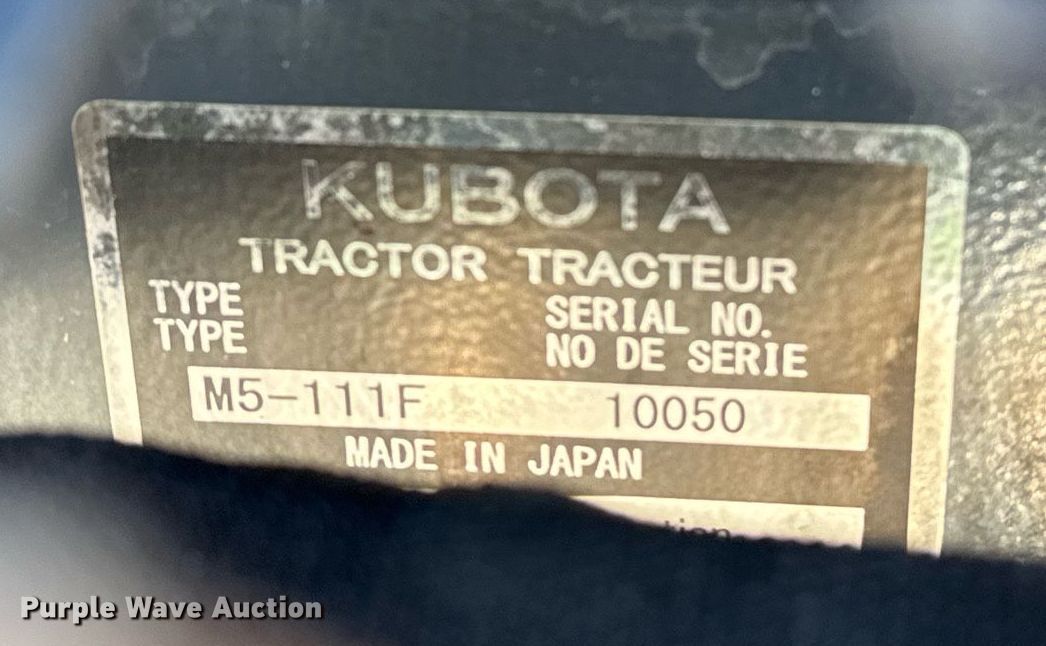 KUBOTA
TRACTOR TRACTEUR
TYPE SERIAL NO.
TYPE NO DE SERIE
M5-111F 10050
MADE IN JAPAN
Purple Wave Auction